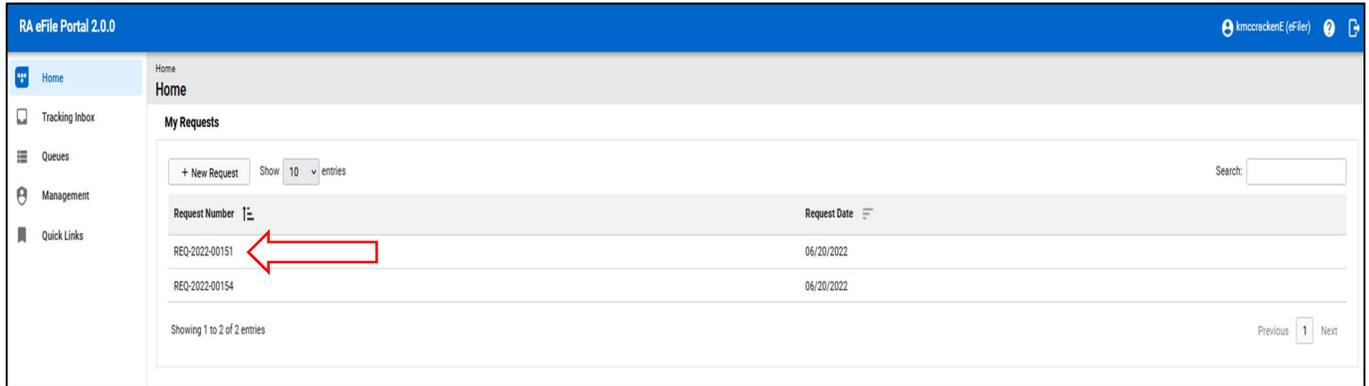 RA eFile Portal 2.0.0
kmccrackenE (eFiler)
Home
Tracking Inbox
Queues
Management
Quick Links
Home
Home
My Requests
+ New Request Show 10 entries
Search:
Request Number Request Date
REQ-2022-00151 06/20/2022
REQ-2022-00154 06/20/2022
Showing 1 to 2 of 2 entries
Previous 1 Next